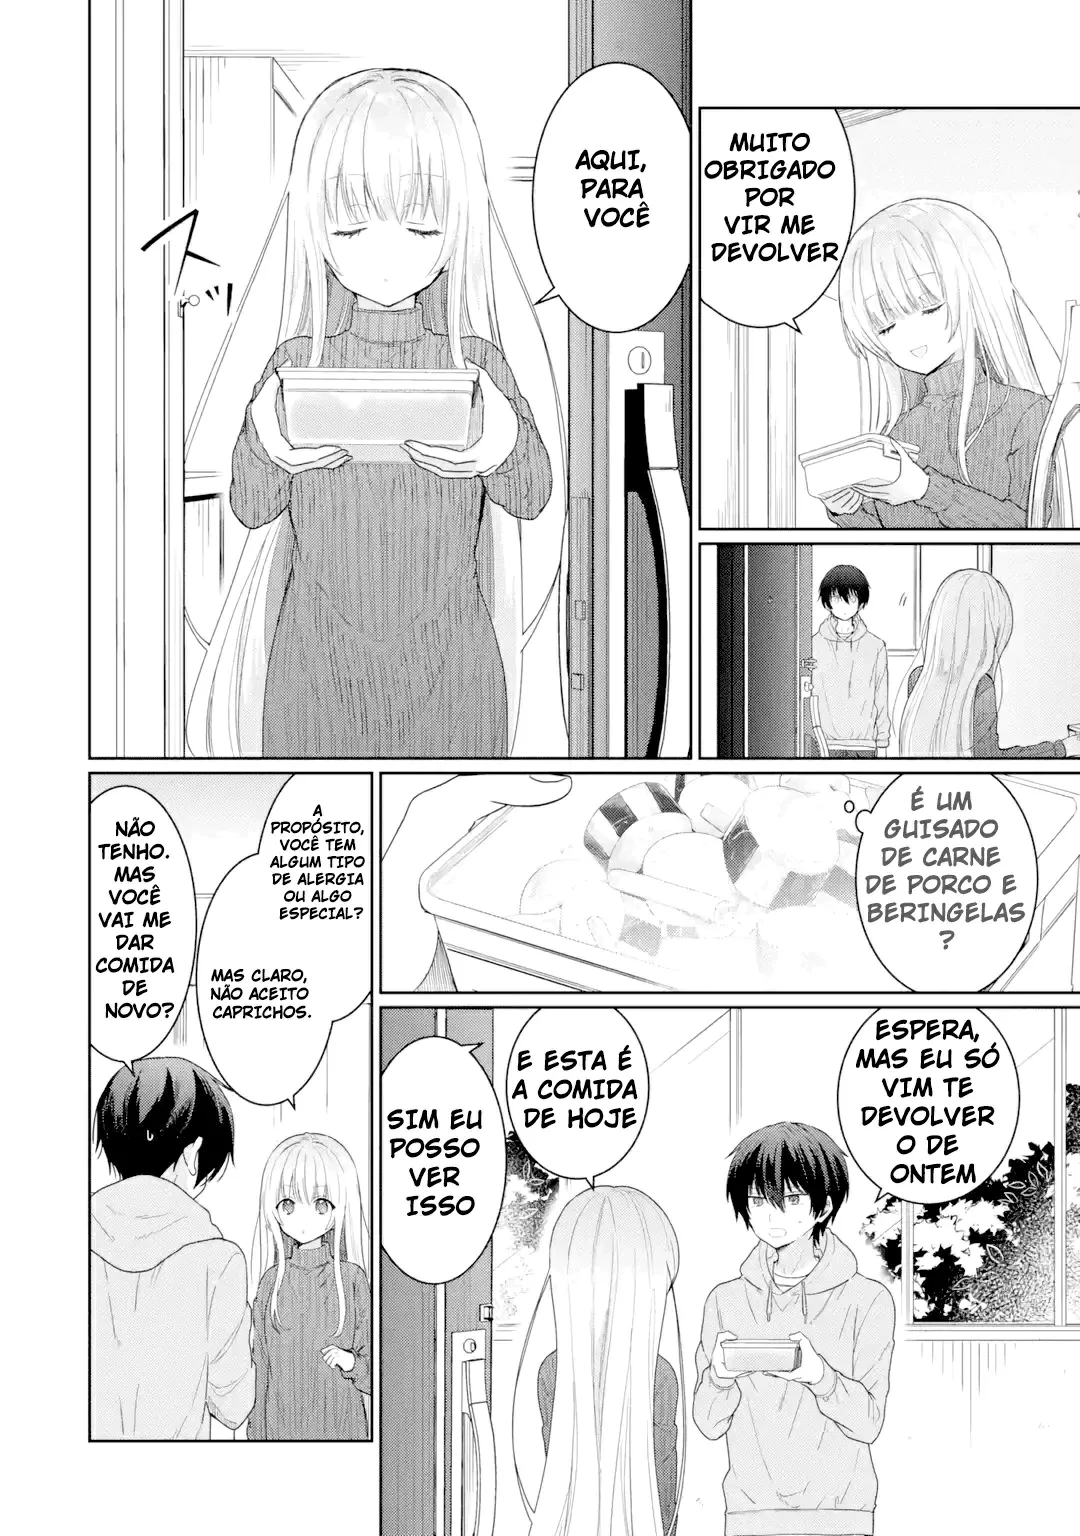 MUITO
OBRIGADO
POR
VIR ME
DEVOLVER
AQUI,
PARA
VOCÊ
É UM
GUISADO
DE CARNE
DE PORCO E
BERINGELAS
?
ESPERA,
MAS EU SÓ
VIM TE
DEVOLVER
O DE
ONTEM
E ESTA É
A COMIDA
DE HOJE
SIM EU
POSSO
VER
ISSO
A
PROPÓSITO,
VOCÊ TEM
ALGUM TIPO
DE ALERGIA
OU ALGO
ESPECIAL?
MAS CLARO,
NÃO ACEITO
CAPRICHOS.
NÃO
TENHO.
MAS
VOCÊ
VAI ME
DAR
COMIDA
DE
NOVO?